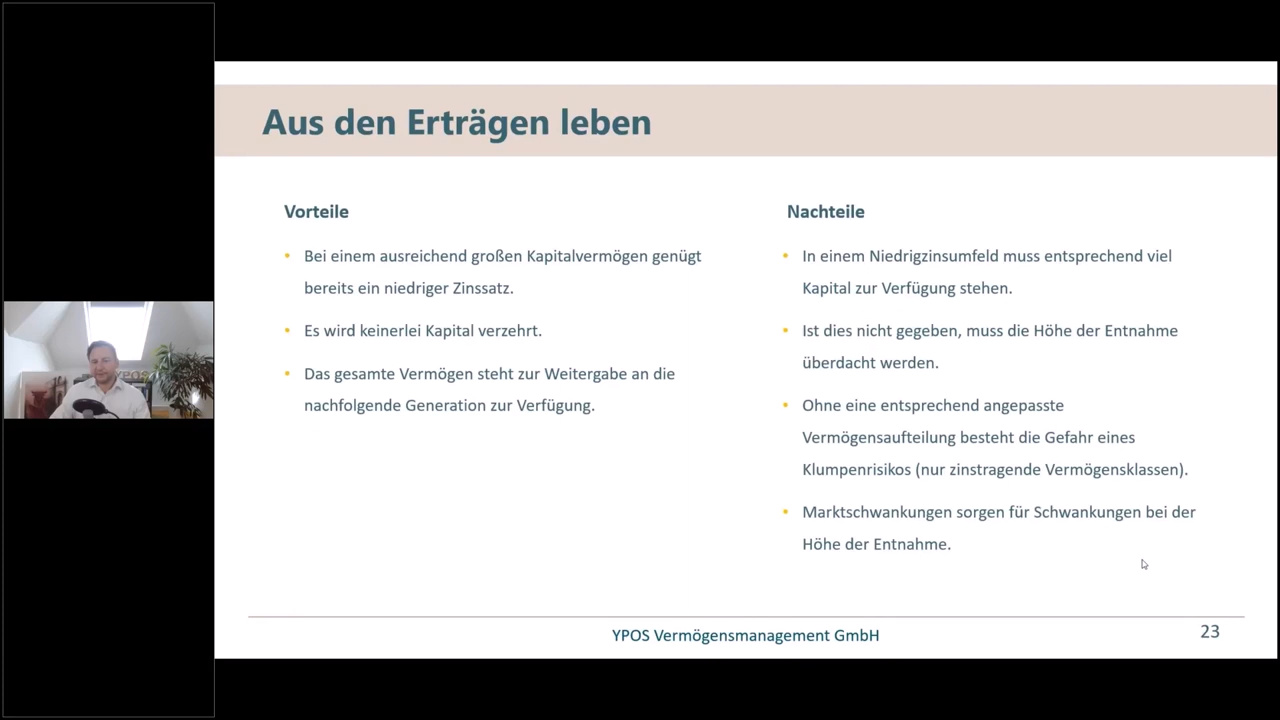 Aus den Erträgen leben
Vorteile
Bei einem ausreichend großen Kapitalvermögen genügt
bereits ein niedriger Zinssatz.
Es wird keinerlei Kapital verzehrt.
Das gesamte Vermögen steht zur Weitergabe an die
nachfolgende Generation zur Verfügung.
Nachteile
In einem Niedrigzinsumfeld muss entsprechend viel
Kapital zur Verfügung stehen.
Ist dies nicht gegeben, muss die Höhe der Entnahme
überdacht werden.
Ohne eine entsprechend angepasste
Vermögensaufteilung besteht die Gefahr eines
Klumpenrisikos (nur zinstragende Vermögensklassen).
Marktschwankungen sorgen für Schwankungen bei der
Höhe der Entnahme.
YPOS Vermögensmanagement GmbH
23
YPOS